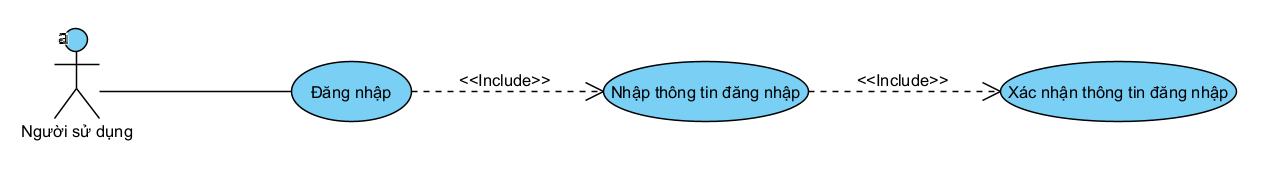 a
<<Include>>
<<Include>>
Đăng nhập
Nhập thông tin đăng nhập
Xác nhận thông tin đăng nhập
Người sử dụng